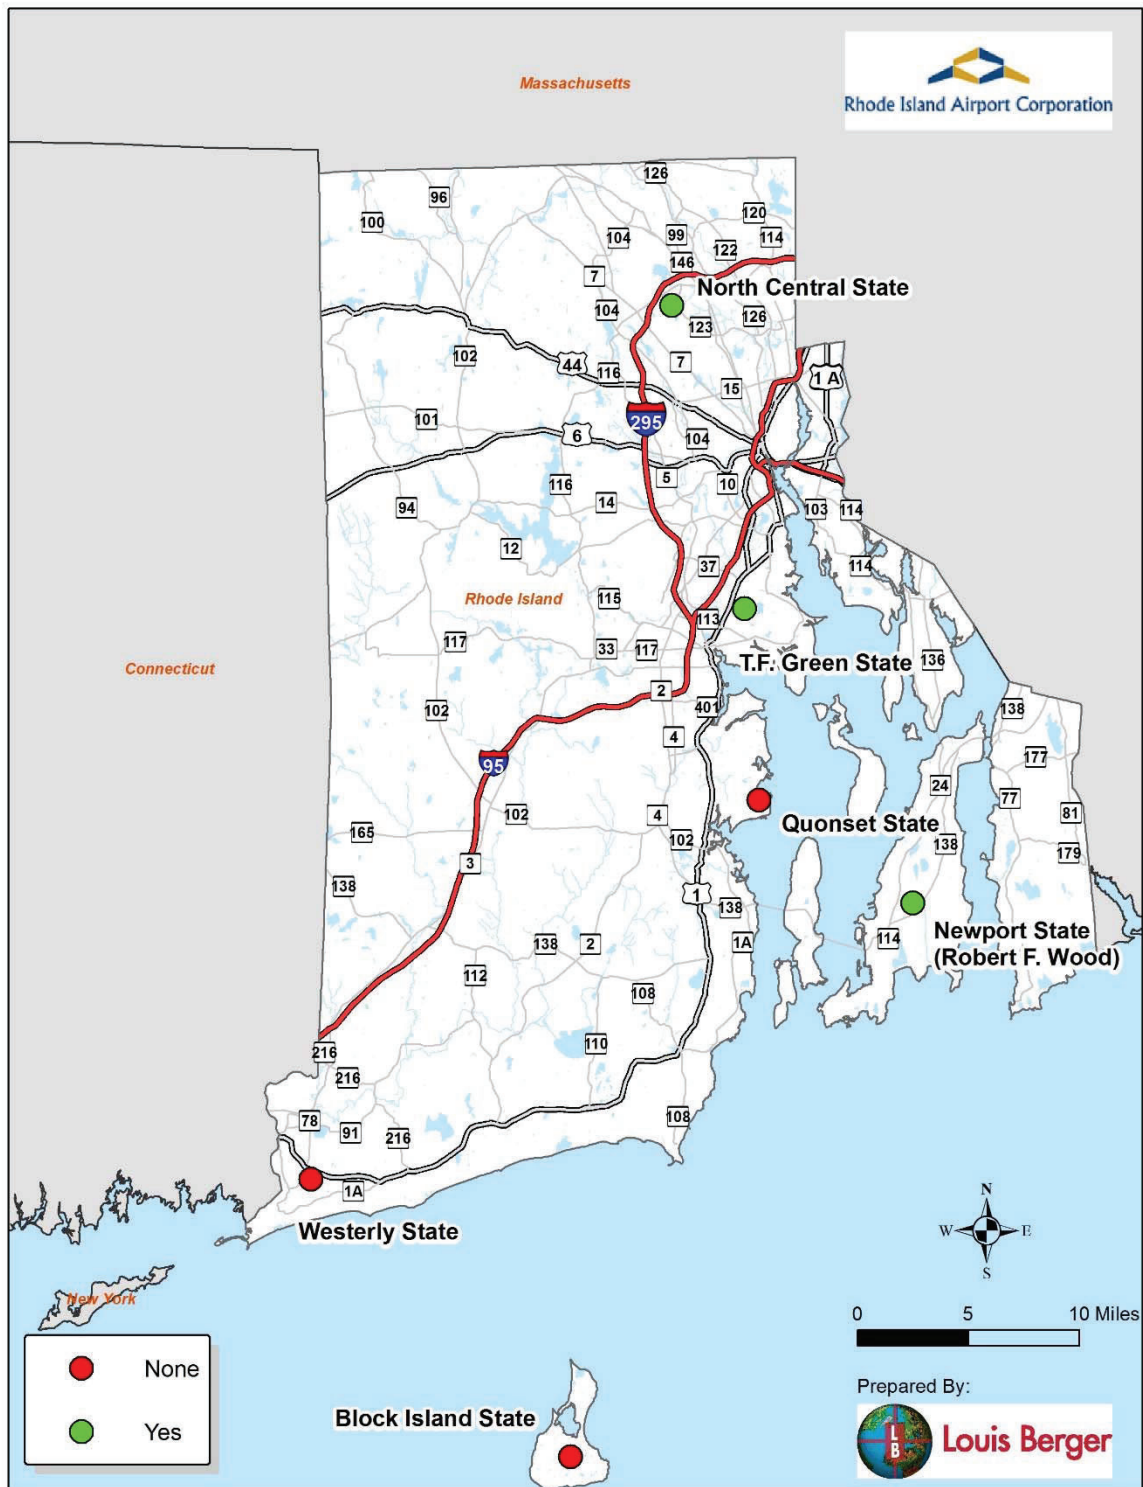 Massachusetts
Rhode Island Airport Corporation
126
96
120
100
99
104
114
122
146
7
North Central State
104
126
123
102
44
7
116
1 A
15
101
295
6
104
5
10
116
14
94
103
114
12
37
114
Rhode Island
115
113
117
33
117
T.F. Green State
136
Connecticut
2
102
401
138
4
95
177
24
77
102
4
81
Quonset State
165
102
138
179
3
138
1
138
Newport State
(Robert F. Wood)
114
138
2
1A
112
108
110
216
216
78
108
91
216
1A
N
Westerly State
W
E
S
New York
0
5
10 Miles
None
Prepared By:
Block Island State
Yes
LB
Louis Berger